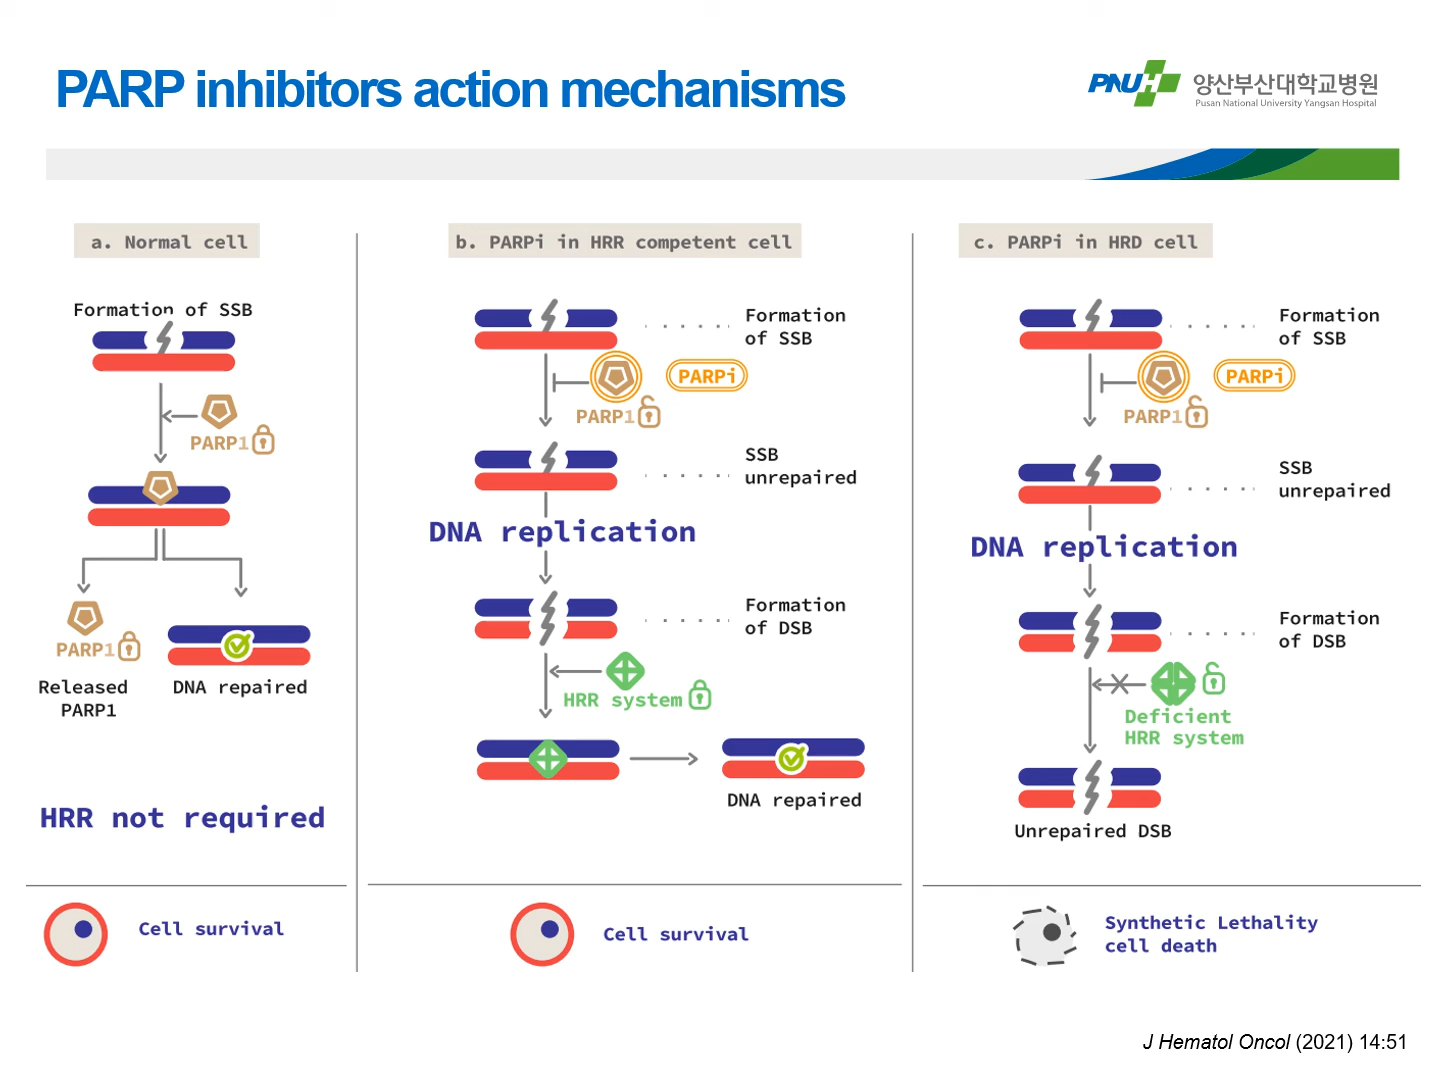 PARP inhibitors action mechanisms
PNUH 양산부산대학교병원
Pusan National University Yangsan Hospital
a. Normal cell
Formation of SSB
PARP1
PARP1
Released
PARP1
DNA repaired
HRR not required
Cell survival
b. PARPi in HRR competent cell
Formation
of SSB
PARPi
PARP1
SSB
unrepaired
DNA replication
Formation
of DSB
HRR system
DNA repaired
Cell survival
c. PARPi in HRD cell
Formation
of SSB
PARPi
PARP1
SSB
unrepaired
DNA replication
Formation
of DSB
Deficient
HRR system
Unrepaired DSB
Synthetic Lethality
cell death
J Hematol Oncol (2021) 14:51